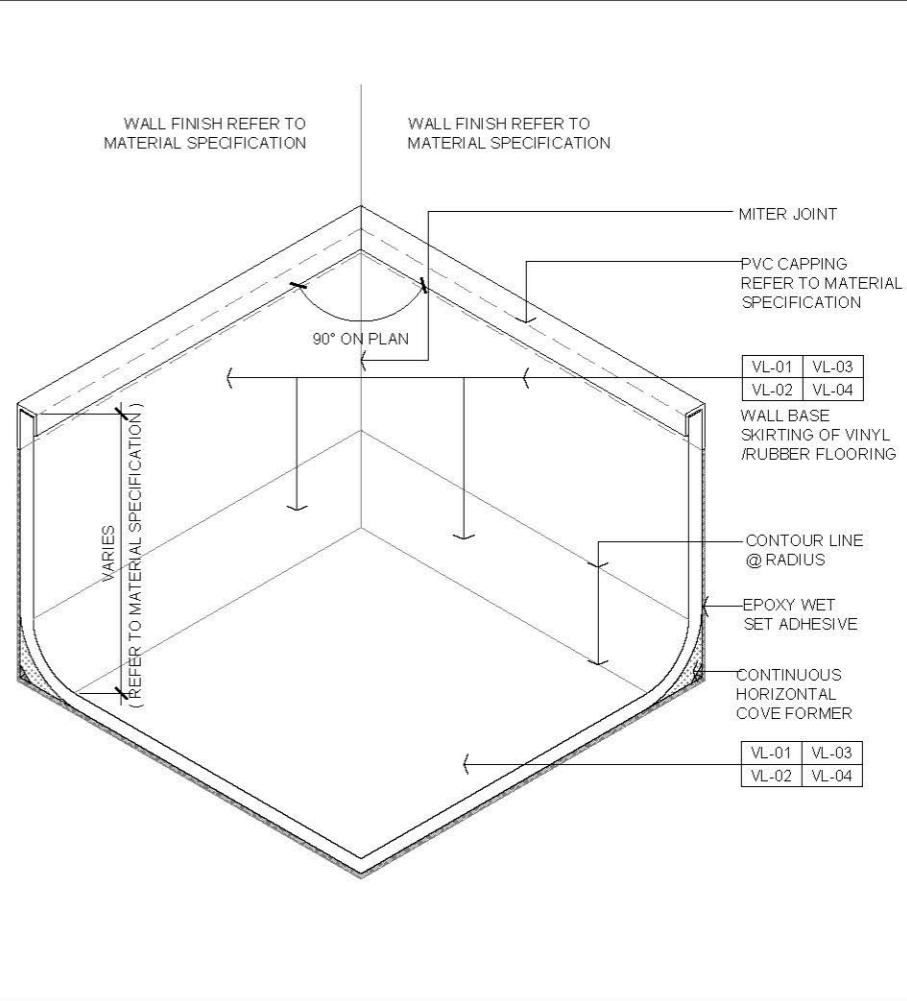 WALL FINISH REFER TO
MATERIAL SPECIFICATION
WALL FINISH REFER TO
MATERIAL SPECIFICATION
MITER JOINT
PVC CAPPING
REFER TO MATERIAL
SPECIFICATION
90° ON PLAN
VL-01 VL-03
VL-02 VL-04
WALL BASE
SKIRTING OF VINYL
/RUBBER FLOORING
VARIES
( REFER TO MATERIAL SPECIFICATION )
CONTOUR LINE
@ RADIUS
EPOXY WET
SET ADHESIVE
CONTINUOUS
HORIZONTAL
COVE FORMER
VL-01 VL-03
VL-02 VL-04